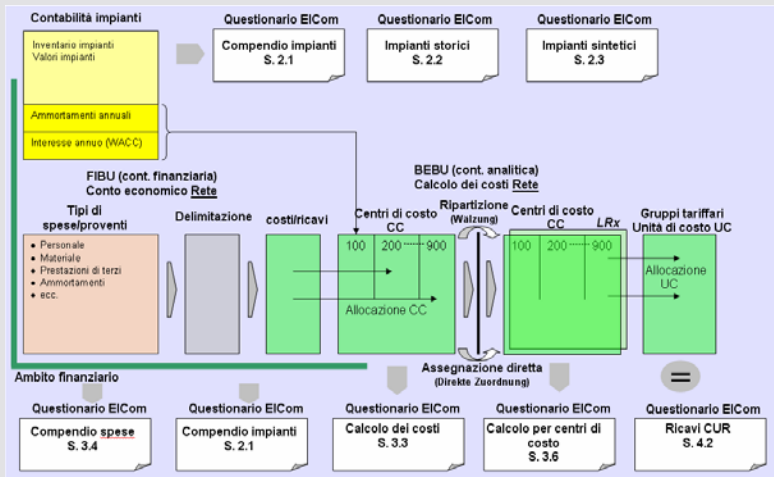 Contabilità impianti
Inventario impianti
Valori impianti
Ammortamenti annuali
Interesse annuo (WACC)
Questionario ElCom
Compendio impianti
S. 2.1
Questionario ElCom
Impianti storici
S. 2.2
Questionario ElCom
Impianti sintetici
S. 2.3
FIBU (cont. finanziaria)
Conto economico Rete
BEBU (cont. analitica)
Calcolo dei costi Rete
Tipi di
spese/proventi
Personale
Materiale
Prestazioni di terzi
Ammortamenti
ecc.
Delimitazione
costi/ricavi
Centri di costo
CC
100 200 ------ 900
Allocazione CC
Ripartizione
(Walzung)
Assegnazione diretta
(Direkte Zuordnung)
Centri di costo
CC
LRx
100 200 ------ 900
Gruppi tariffari
Unità di costo UC
Allocazione
UC
=
Ambito finanziario
Questionario ElCom
Compendio spese
S. 3.4
Questionario ElCom
Compendio impianti
S. 2.1
Questionario ElCom
Calcolo dei costi
S. 3.3
Questionario ElCom
Calcolo per centri di
costo
S. 3.6
Questionario ElCom
Ricavi CUR
S. 4.2